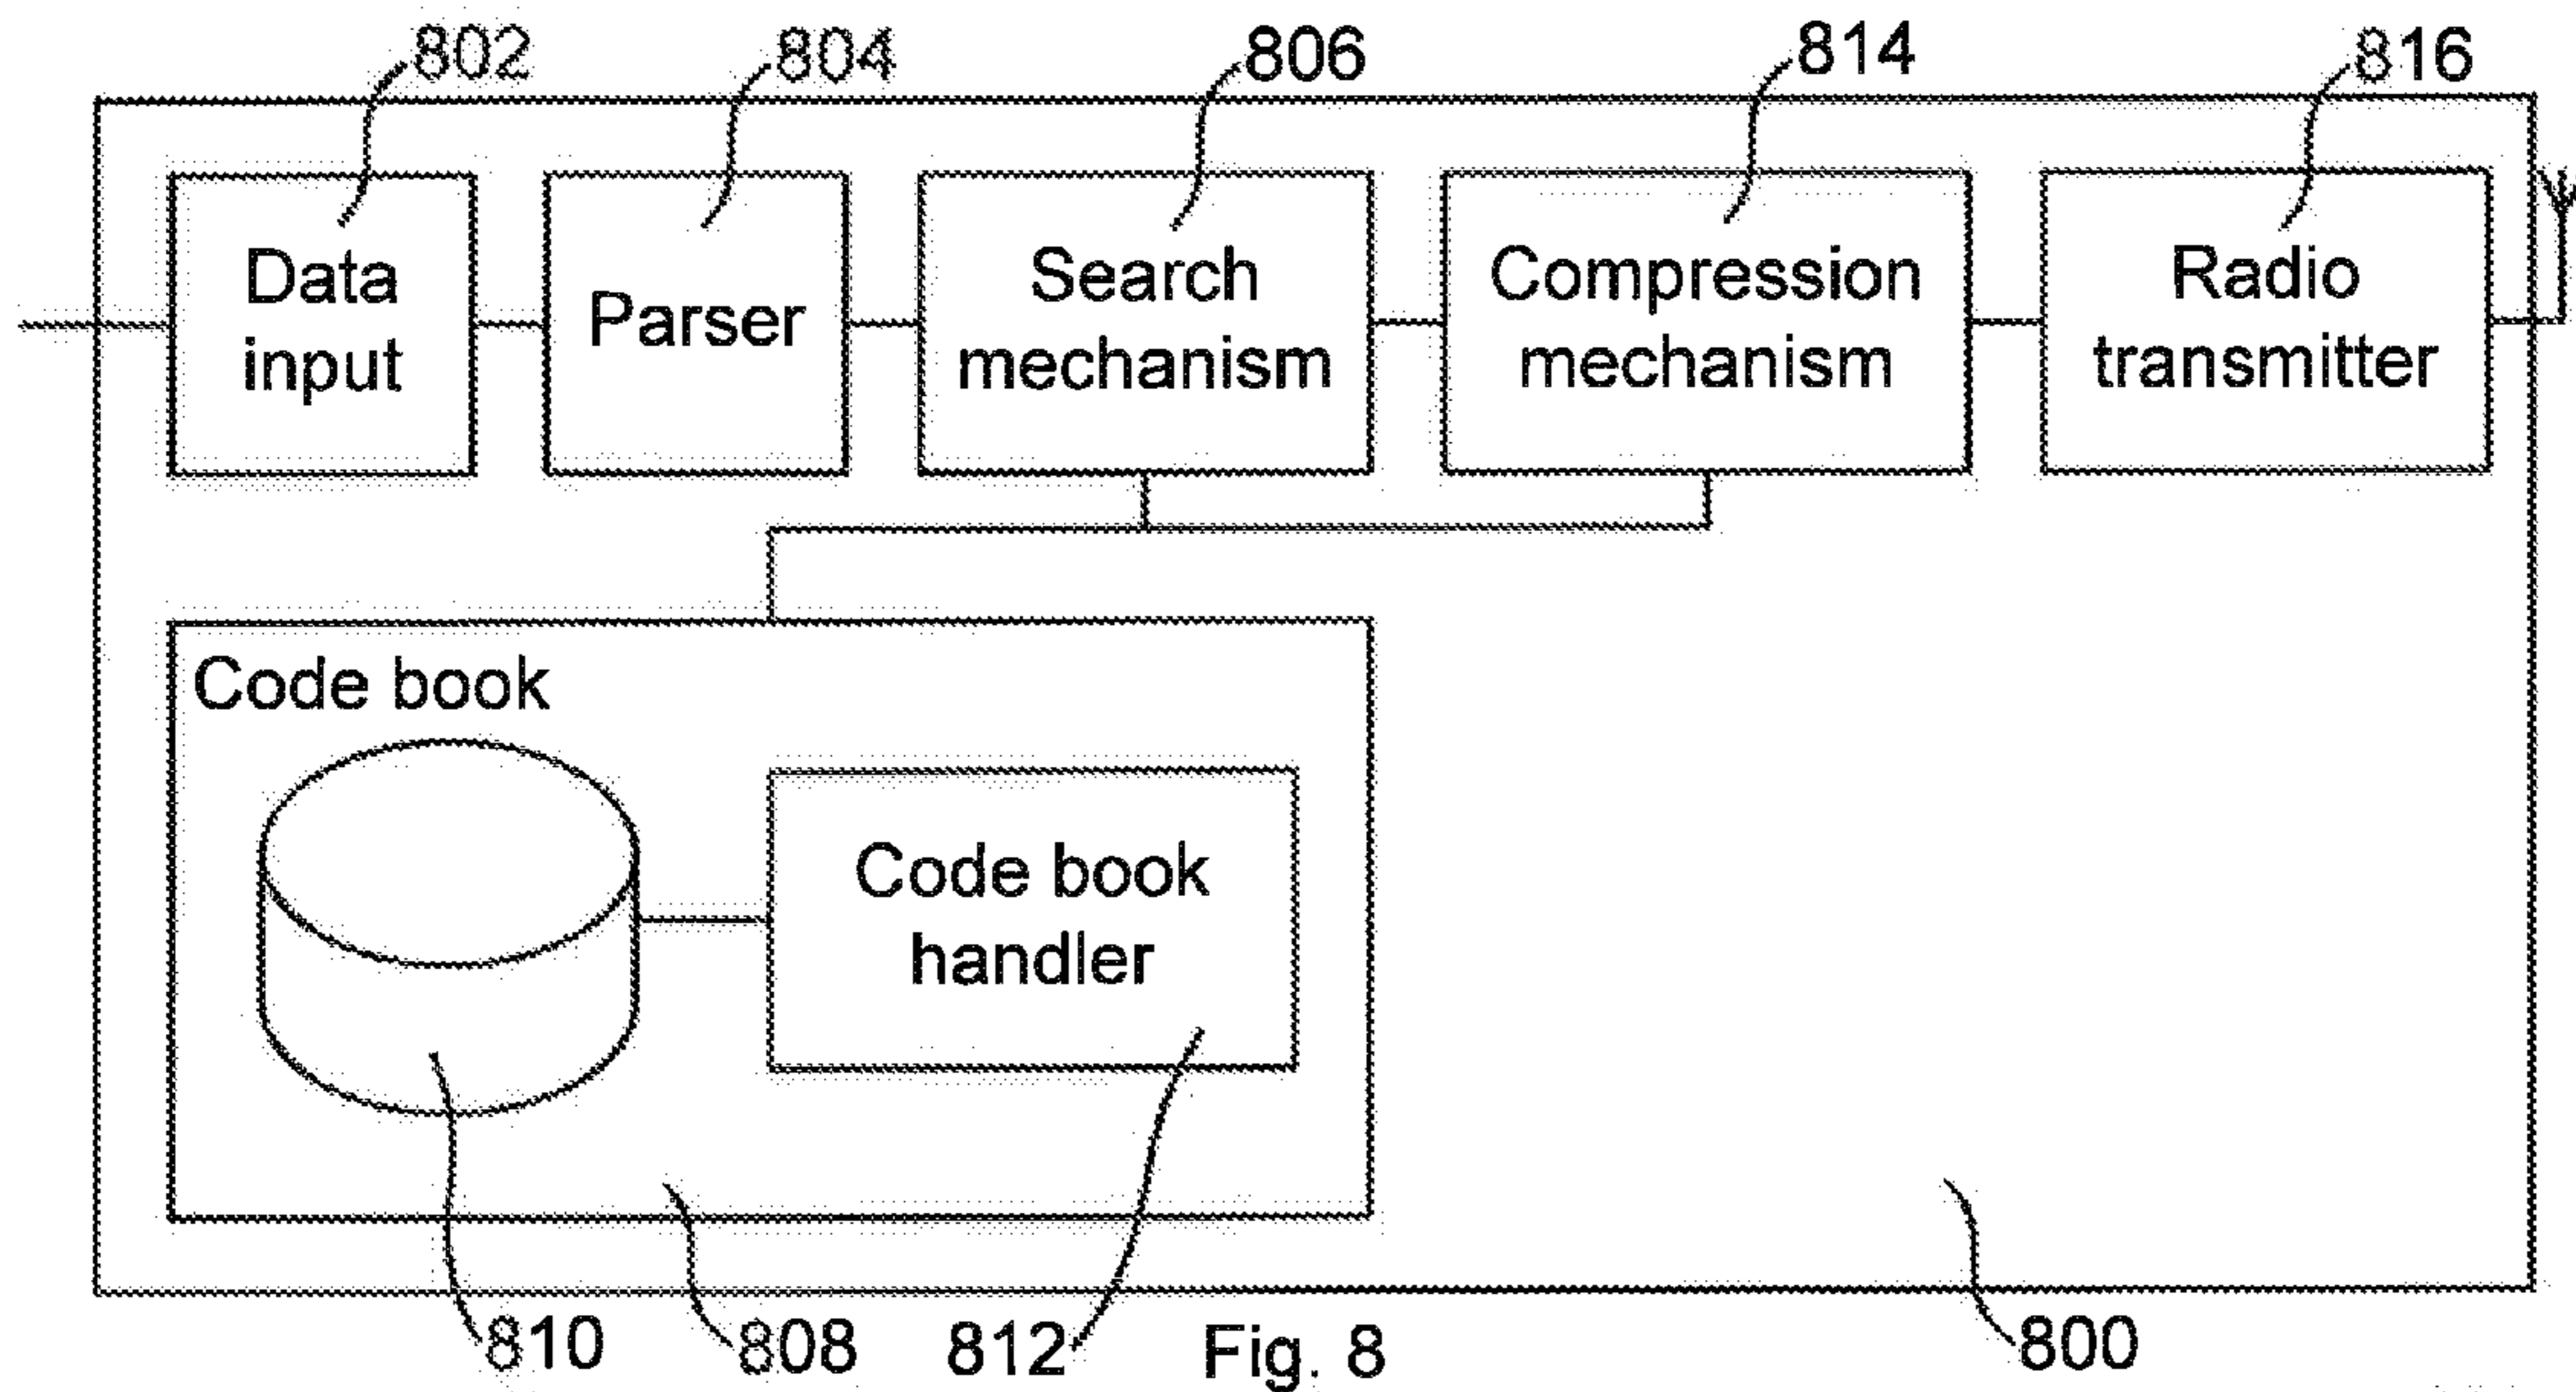 802
804
806
814
816
Data
input
Parser
Search
mechanism
Compression
mechanism
Radio
transmitter
Code book
Code book
handler
810
808
812
Fig. 8
800